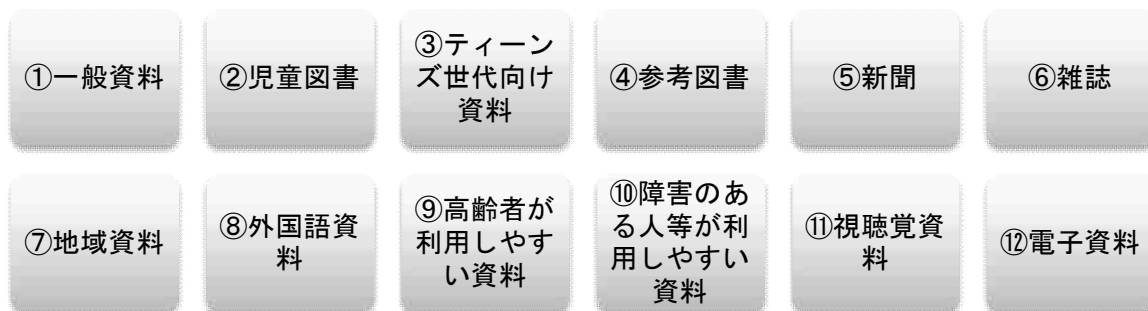 ①一般資料
②児童図書
③ティーン
ズ世代向け
資料
④参考図書
⑤新聞
⑥雑誌
⑦地域資料
⑧外国語資
料
⑨高齢者が
利用しやす
い資料
⑩障害のあ
る人等が利
用しやすい
資料
⑪視聴覚資
料
⑫電子資料